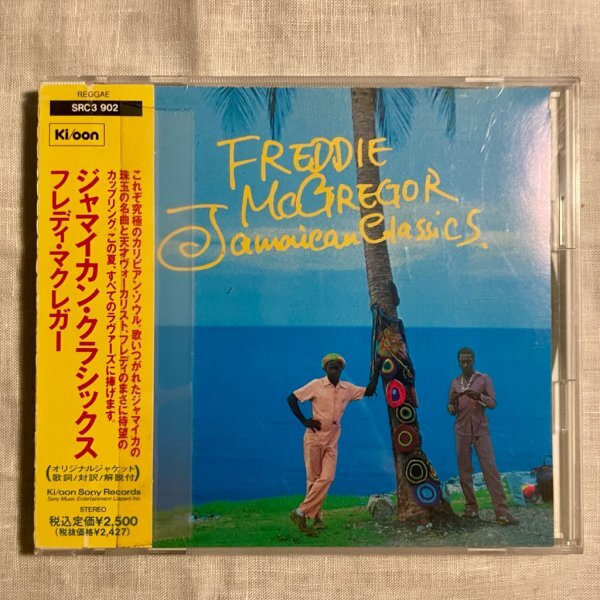 REGGAE
SRC3 902
Ki/oon
ジャマイカン・クラシックス
フレディ・マクレガー
これぞ究極のカリビアン・ソウル。歌いつがれたジャマイカの
珠玉の名曲と天才ヴォーカリスト、フレディのまさに待望の
カップリング。この夏、すべてのラヴァーズに捧げます。
(オリジナルジャケット
歌詞/対訳/解説付)
Ki/oon Sony Records
Sony Music Entertainment (Japan) Inc.
STEREO
税込定価¥2,500
(税抜価格¥2,427)
FREDDIE
McGREGOR
Jamaican Classics.